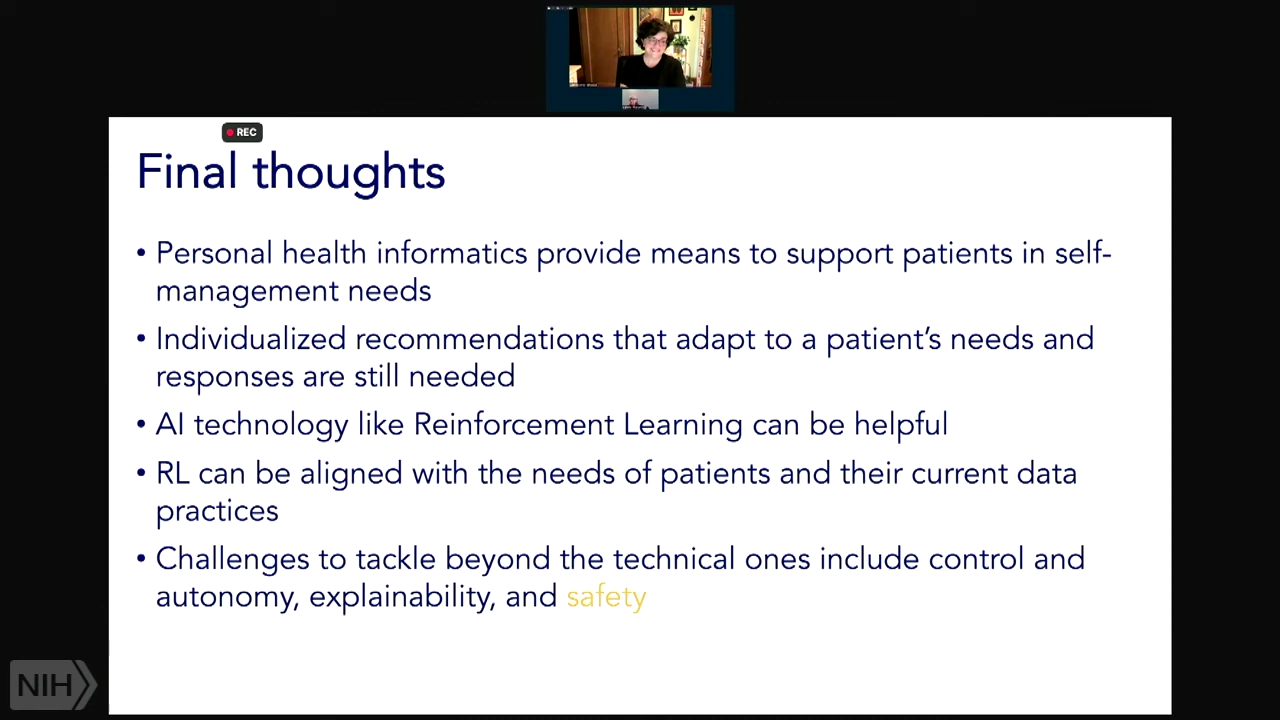 REC
Final thoughts
• Personal health informatics provide means to support patients in self-
management needs
• Individualized recommendations that adapt to a patient's needs and
responses are still needed
• AI technology like Reinforcement Learning can be helpful
• RL can be aligned with the needs of patients and their current data
practices
• Challenges to tackle beyond the technical ones include control and
autonomy, explainability, and safety
NIH